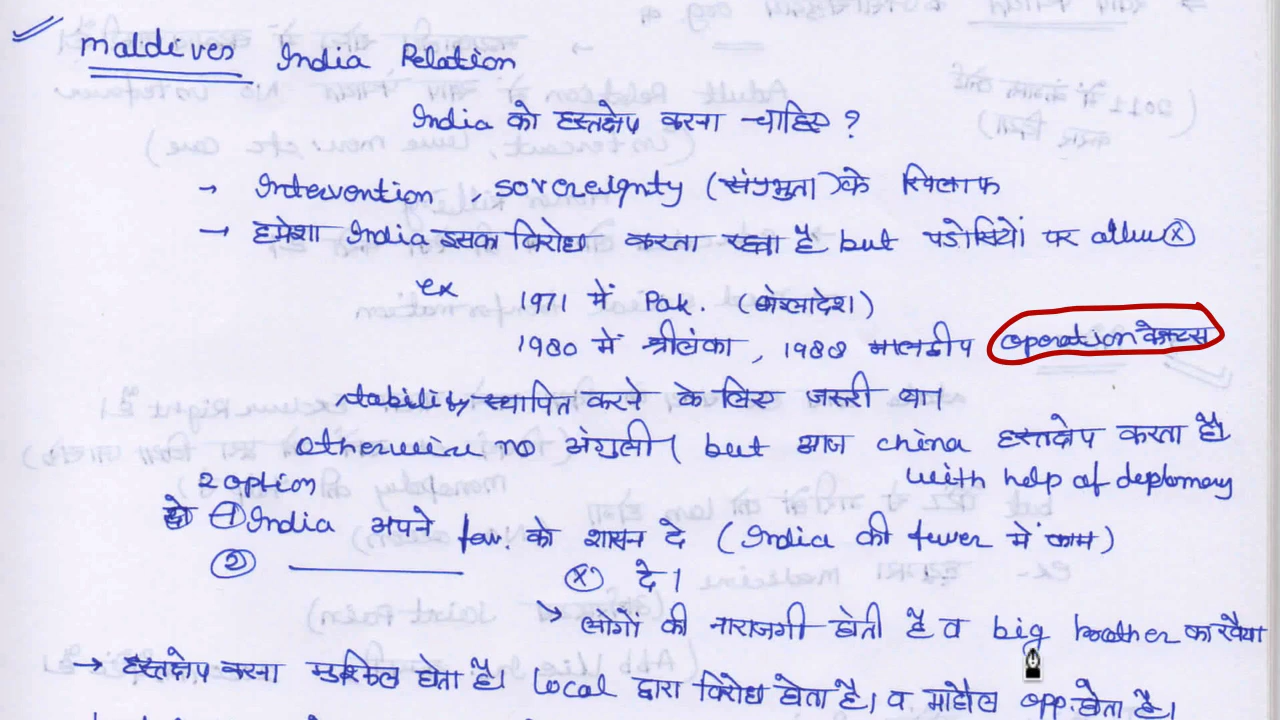 Maldives India Relation
India को हस्तक्षेप करना चाहिए ?
→ Intervention , sovereignty (संप्रभुता) के खिलाफ
→ हमेशा India इसका विरोध करता रहा है but पडोसियों पर allow ⓧ
ex 1971 में Pak. (बांग्लादेश)
1980 में श्रीलंका , 1988 मालद्वीप operation केक्टस
stability स्थापित करने के लिए जरुरी था।
otherwise no अंगुली ( but आज china हस्तक्षेप करता है।
with help of deplomacy
2 option
① India अपने fav. को शासन दे ( India की fever में काम)
② ______ ⓧ दे।
↘ लोगों की नाराजगी होती है व big brother का रवैया
→ हस्तक्षेप करना मुश्किल होता है। local द्वारा विरोध होता है। व माहौल opp. होता है।